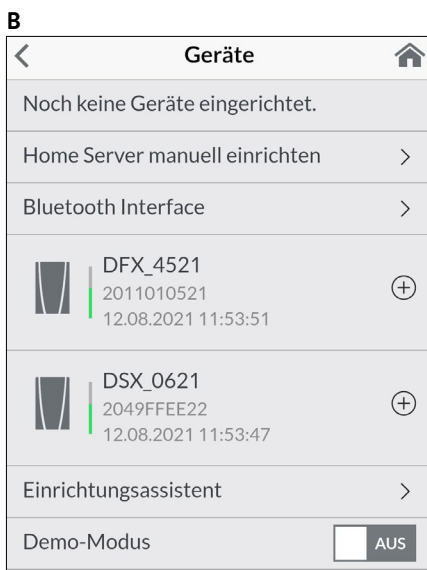 B
Geräte
Noch keine Geräte eingerichtet.
Home Server manuell einrichten
Bluetooth Interface
DFX_4521
2011010521
12.08.2021 11:53:51
DSX_0621
2049FFEE22
12.08.2021 11:53:47
Einrichtungsassistent
Demo-Modus
AUS